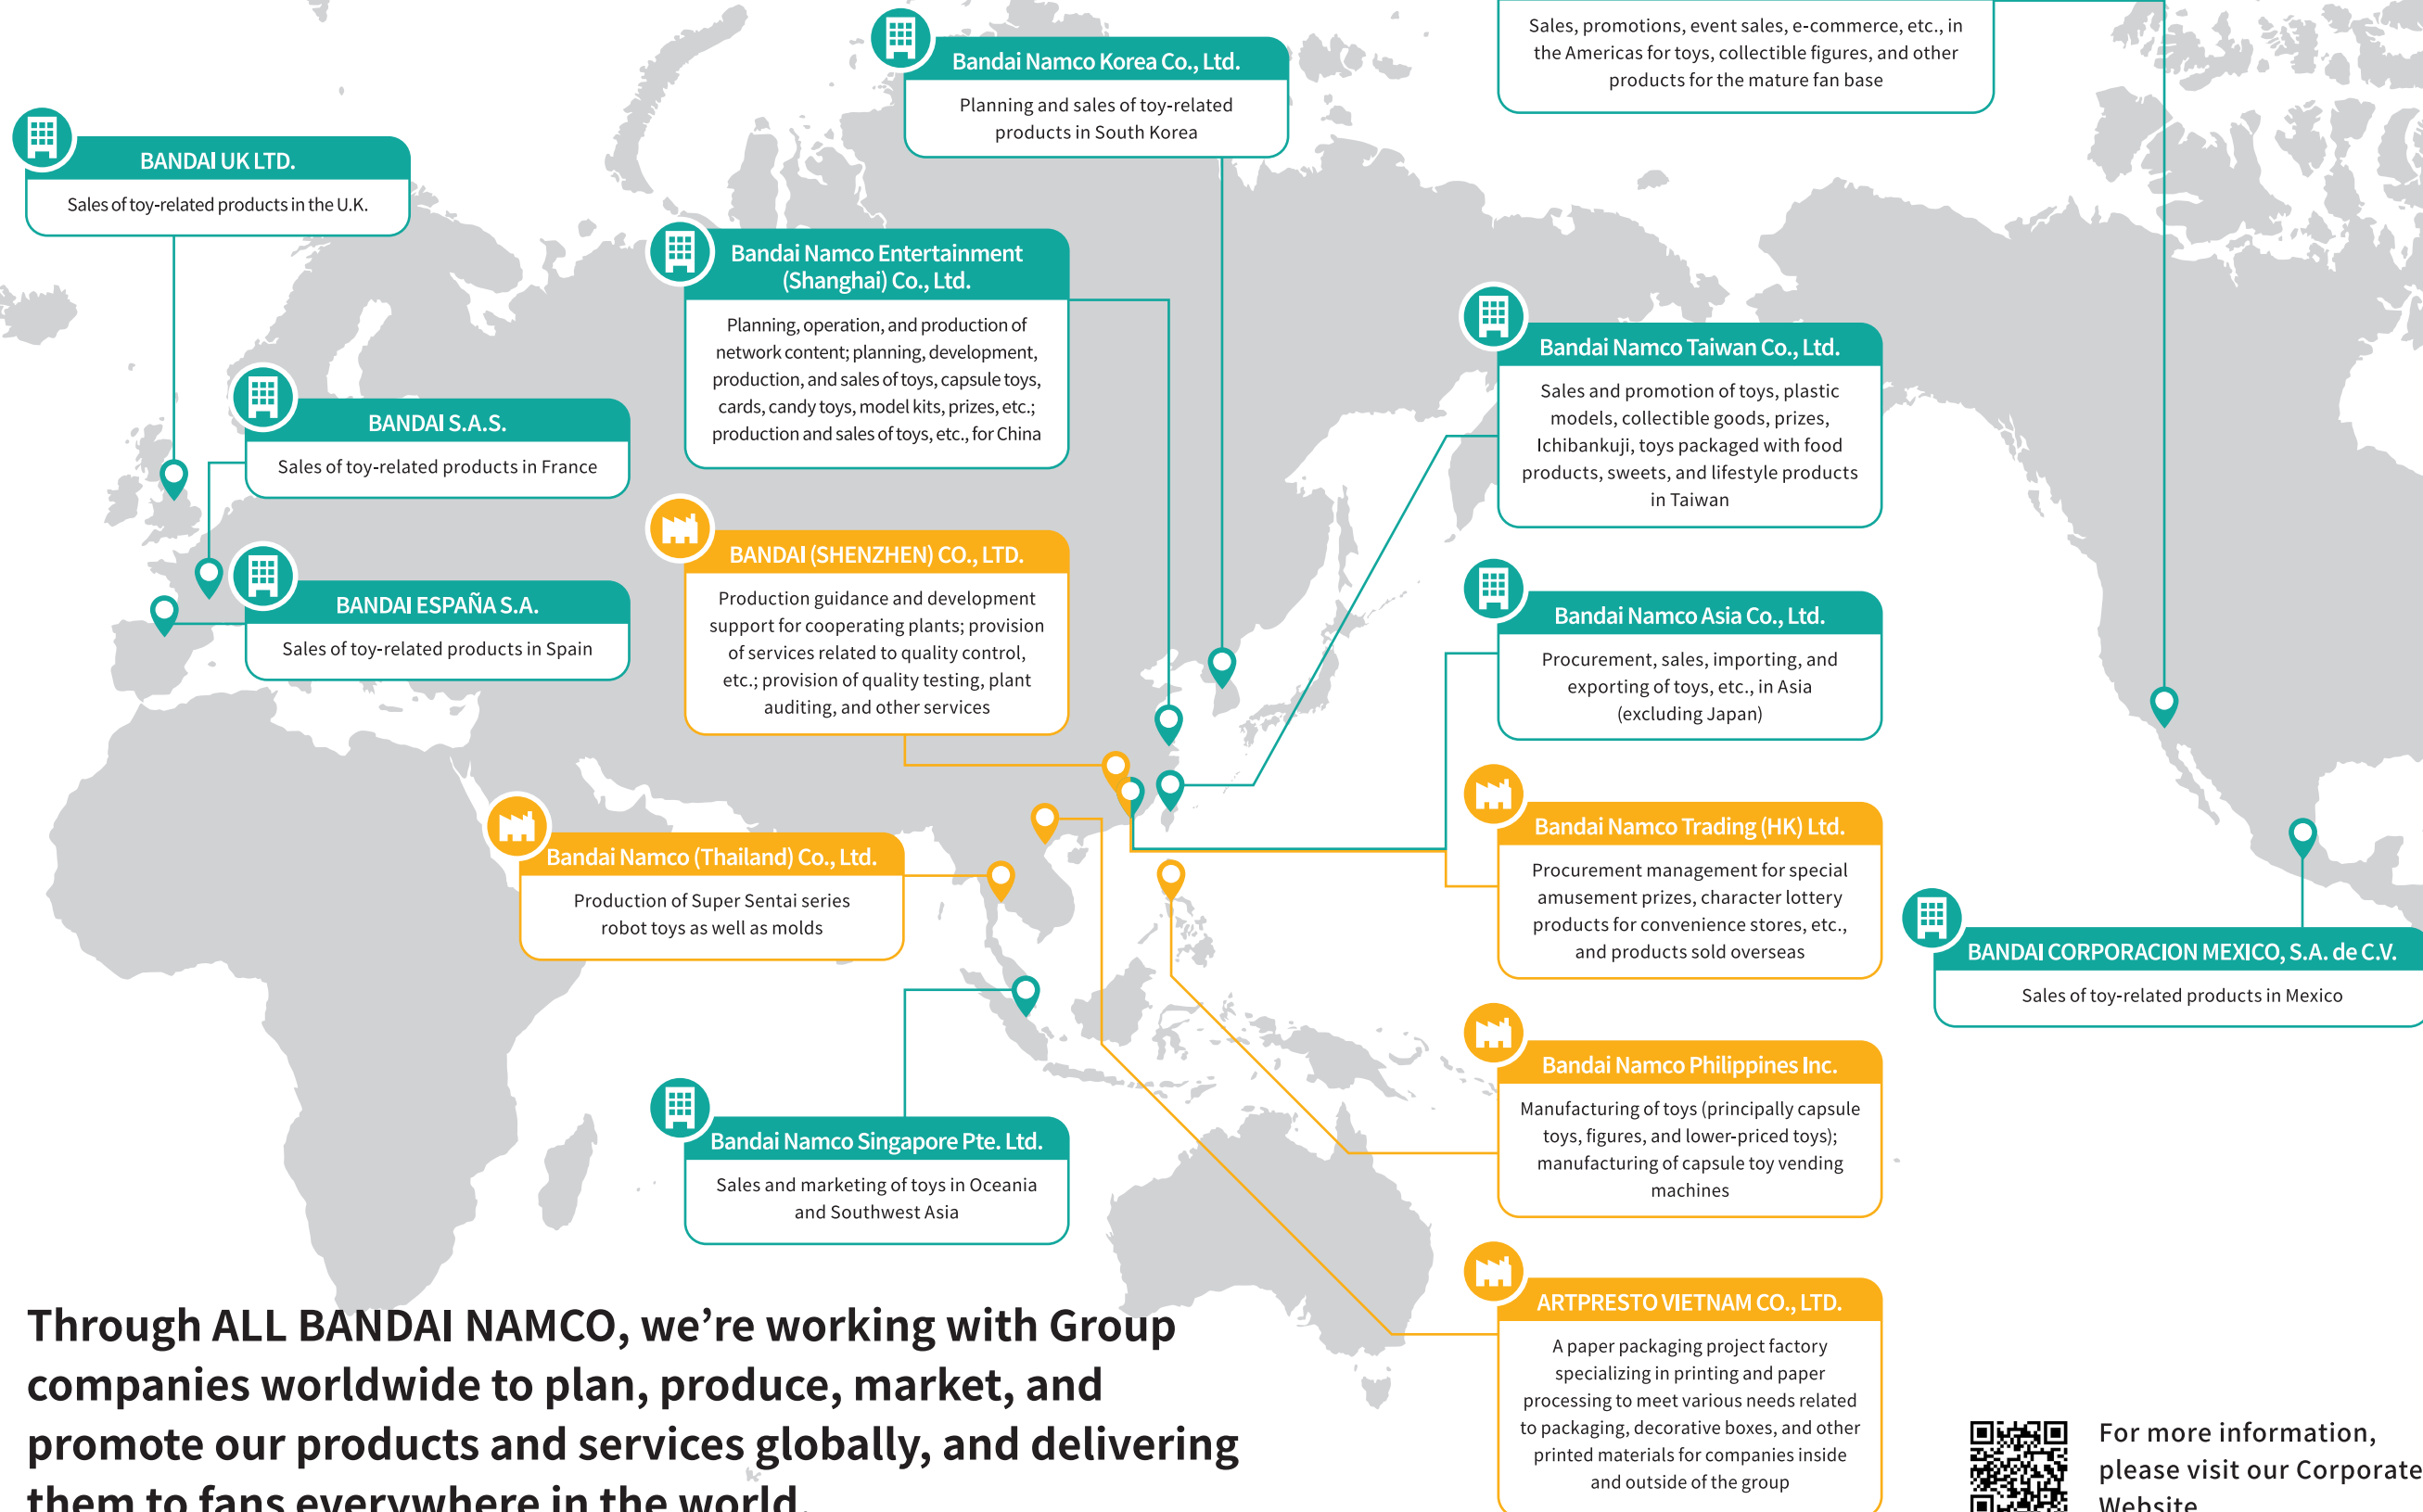 Sales, promotions, event sales, e-commerce, etc., in
the Americas for toys, collectible figures, and other
products for the mature fan base
Bandai Namco Korea Co., Ltd.
Planning and sales of toy-related
products in South Korea
BANDAI UK LTD.
Sales of toy-related products in the U.K.
Bandai Namco Entertainment
(Shanghai) Co., Ltd.
Planning, operation, and production of
network content; planning, development,
production, and sales of toys, capsule toys,
cards, candy toys, model kits, prizes, etc.;
production and sales of toys, etc., for China
Bandai Namco Taiwan Co., Ltd.
Sales and promotion of toys, plastic
models, collectible goods, prizes,
Ichibankuji, toys packaged with food
products, sweets, and lifestyle products
in Taiwan
BANDAI S.A.S.
Sales of toy-related products in France
BANDAI (SHENZHEN) CO., LTD.
Production guidance and development
support for cooperating plants; provision
of services related to quality control,
etc.; provision of quality testing, plant
auditing, and other services
BANDAI ESPAÑA S.A.
Sales of toy-related products in Spain
Bandai Namco Asia Co., Ltd.
Procurement, sales, importing, and
exporting of toys, etc., in Asia
(excluding Japan)
Bandai Namco Trading (HK) Ltd.
Procurement management for special
amusement prizes, character lottery
products for convenience stores, etc.,
and products sold overseas
Bandai Namco (Thailand) Co., Ltd.
Production of Super Sentai series
robot toys as well as molds
BANDAI CORPORACION MEXICO, S.A. de C.V.
Sales of toy-related products in Mexico
Bandai Namco Philippines Inc.
Manufacturing of toys (principally capsule
toys, figures, and lower-priced toys);
manufacturing of capsule toy vending
machines
Bandai Namco Singapore Pte. Ltd.
Sales and marketing of toys in Oceania
and Southwest Asia
ARTPRESTO VIETNAM CO., LTD.
A paper packaging project factory
specializing in printing and paper
processing to meet various needs related
to packaging, decorative boxes, and other
printed materials for companies inside
and outside of the group
Through ALL BANDAI NAMCO, we’re working with Group
companies worldwide to plan, produce, market, and
promote our products and services globally, and delivering
them to fans everywhere in the world.
For more information,
please visit our Corporate
Website